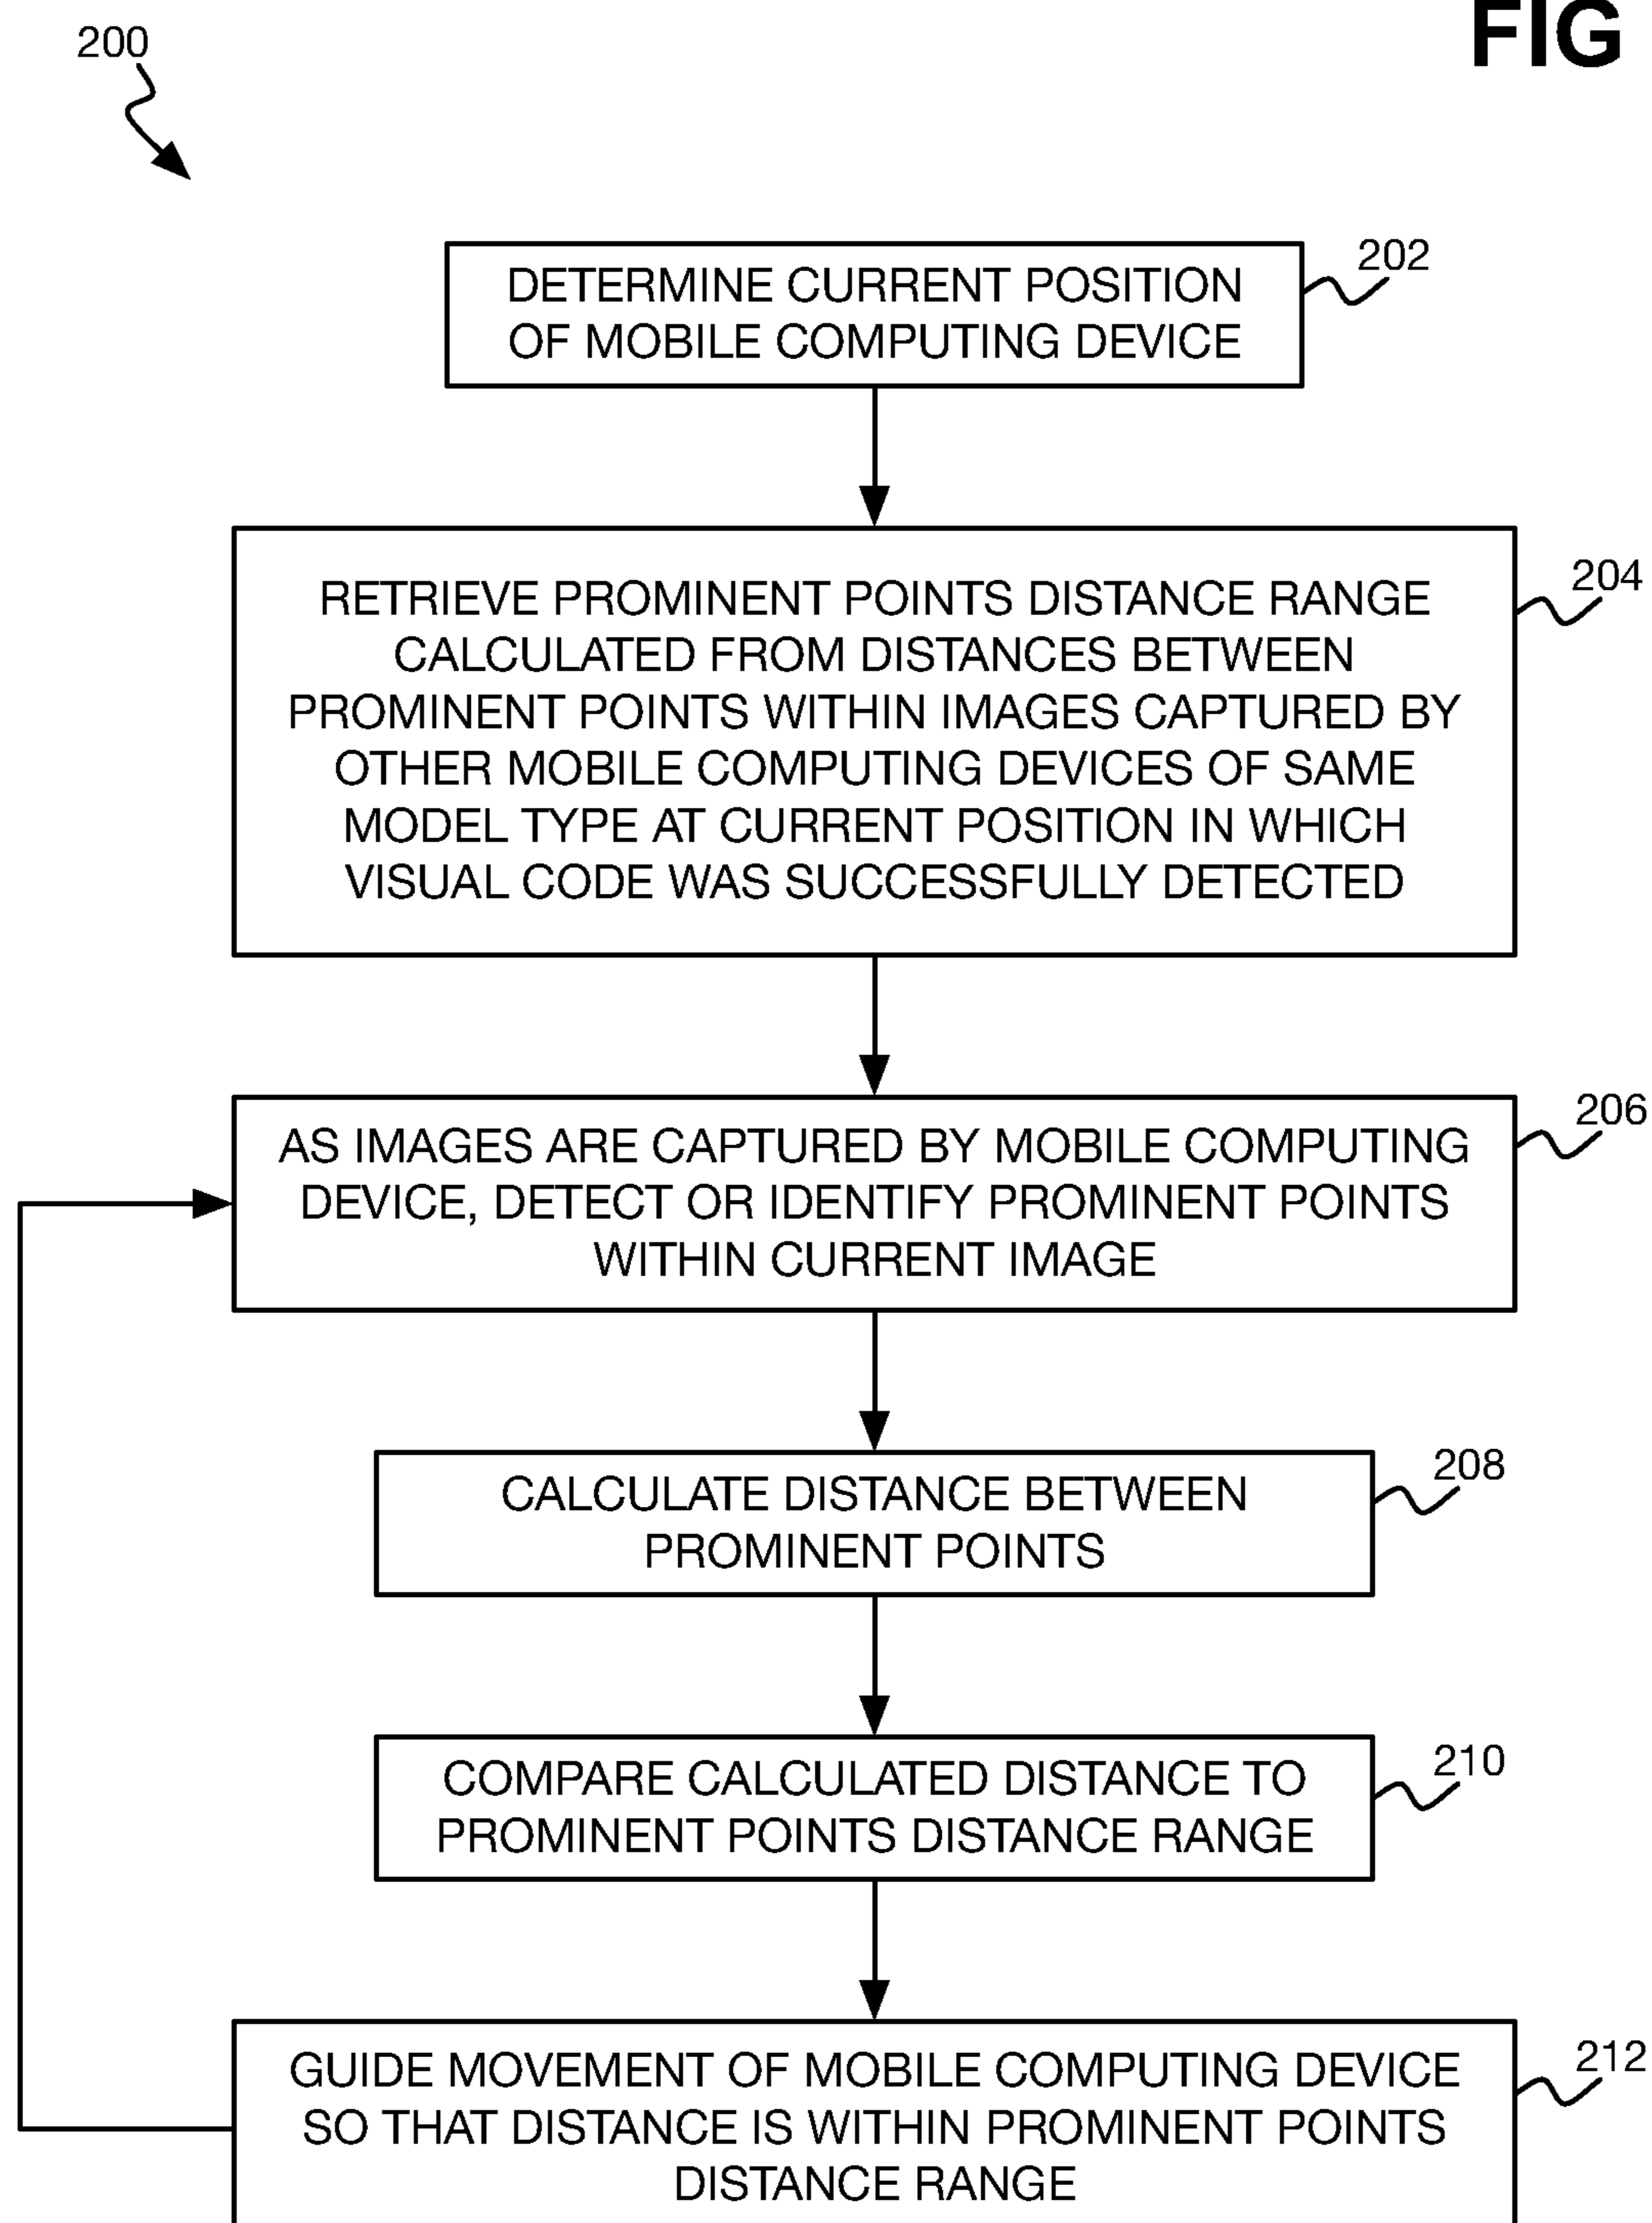 FIG
200
202
DETERMINE CURRENT POSITION
OF MOBILE COMPUTING DEVICE
204
RETRIEVE PROMINENT POINTS DISTANCE RANGE
CALCULATED FROM DISTANCES BETWEEN
PROMINENT POINTS WITHIN IMAGES CAPTURED BY
OTHER MOBILE COMPUTING DEVICES OF SAME
MODEL TYPE AT CURRENT POSITION IN WHICH
VISUAL CODE WAS SUCCESSFULLY DETECTED
206
AS IMAGES ARE CAPTURED BY MOBILE COMPUTING
DEVICE, DETECT OR IDENTIFY PROMINENT POINTS
WITHIN CURRENT IMAGE
208
CALCULATE DISTANCE BETWEEN
PROMINENT POINTS
210
COMPARE CALCULATED DISTANCE TO
PROMINENT POINTS DISTANCE RANGE
212
GUIDE MOVEMENT OF MOBILE COMPUTING DEVICE
SO THAT DISTANCE IS WITHIN PROMINENT POINTS
DISTANCE RANGE